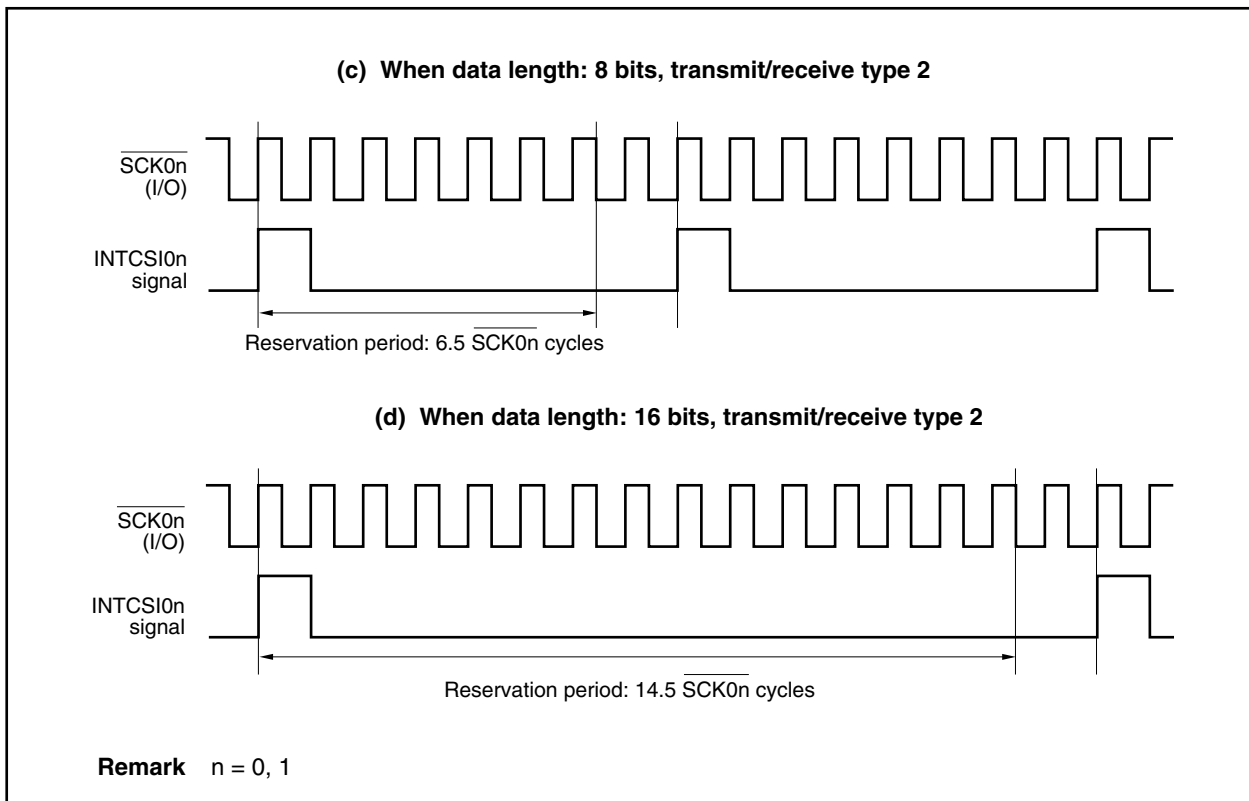 (c) When data length: 8 bits, transmit/receive type 2
SCK0n
(I/O)
INTCSI0n
signal
Reservation period: 6.5 SCK0n cycles
(d) When data length: 16 bits, transmit/receive type 2
SCK0n
(I/O)
INTCSI0n
signal
Reservation period: 14.5 SCK0n cycles
Remark n = 0, 1